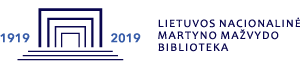 1919 2019
LIETUVOS NACIONALINĖ
MARTYNO MAŽVYDO
BIBLIOTEKA